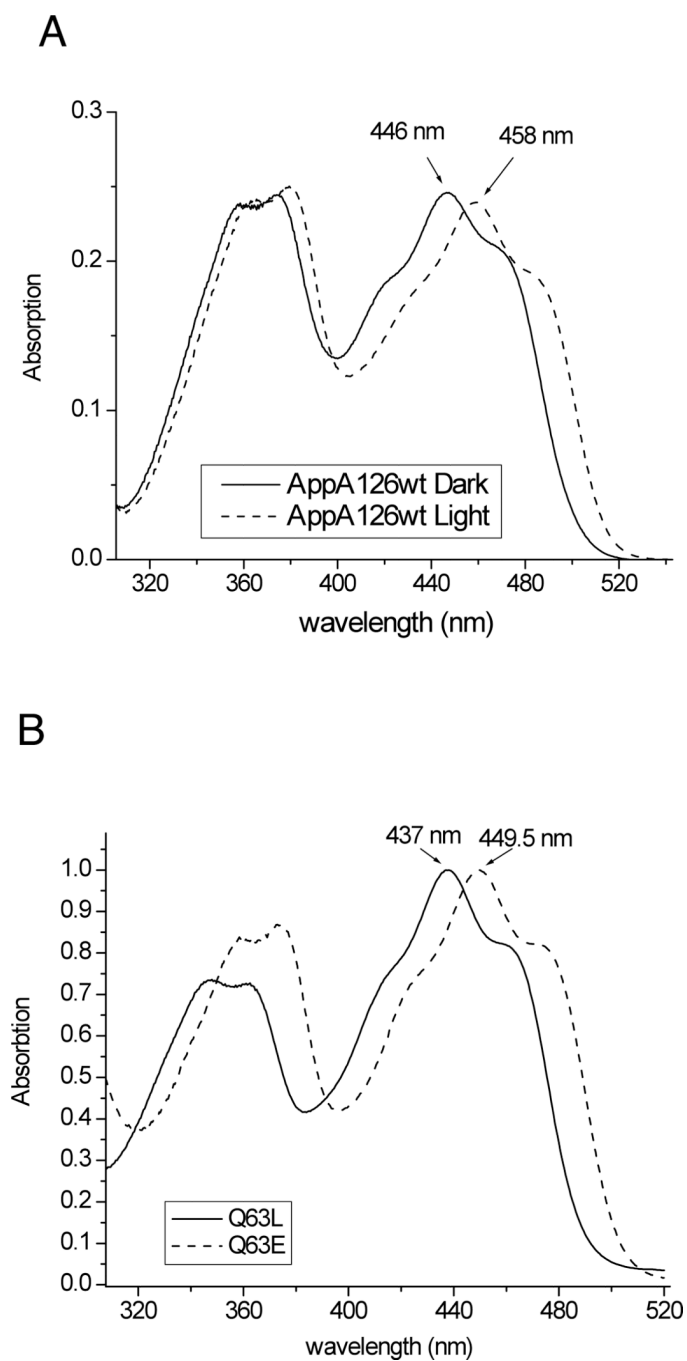 A
446 nm
458 nm
0.3
0.2
0.1
0.0
Absorption
AppA126wt Dark
AppA126wt Light
320 360 400 440 480 520
wavelength (nm)
B
437 nm
449.5 nm
1.0
0.9
0.8
0.7
0.6
0.5
0.4
0.3
0.2
0.1
0.0
Absorbtion
Q63L
Q63E
320 360 400 440 480 520
wavelength (nm)